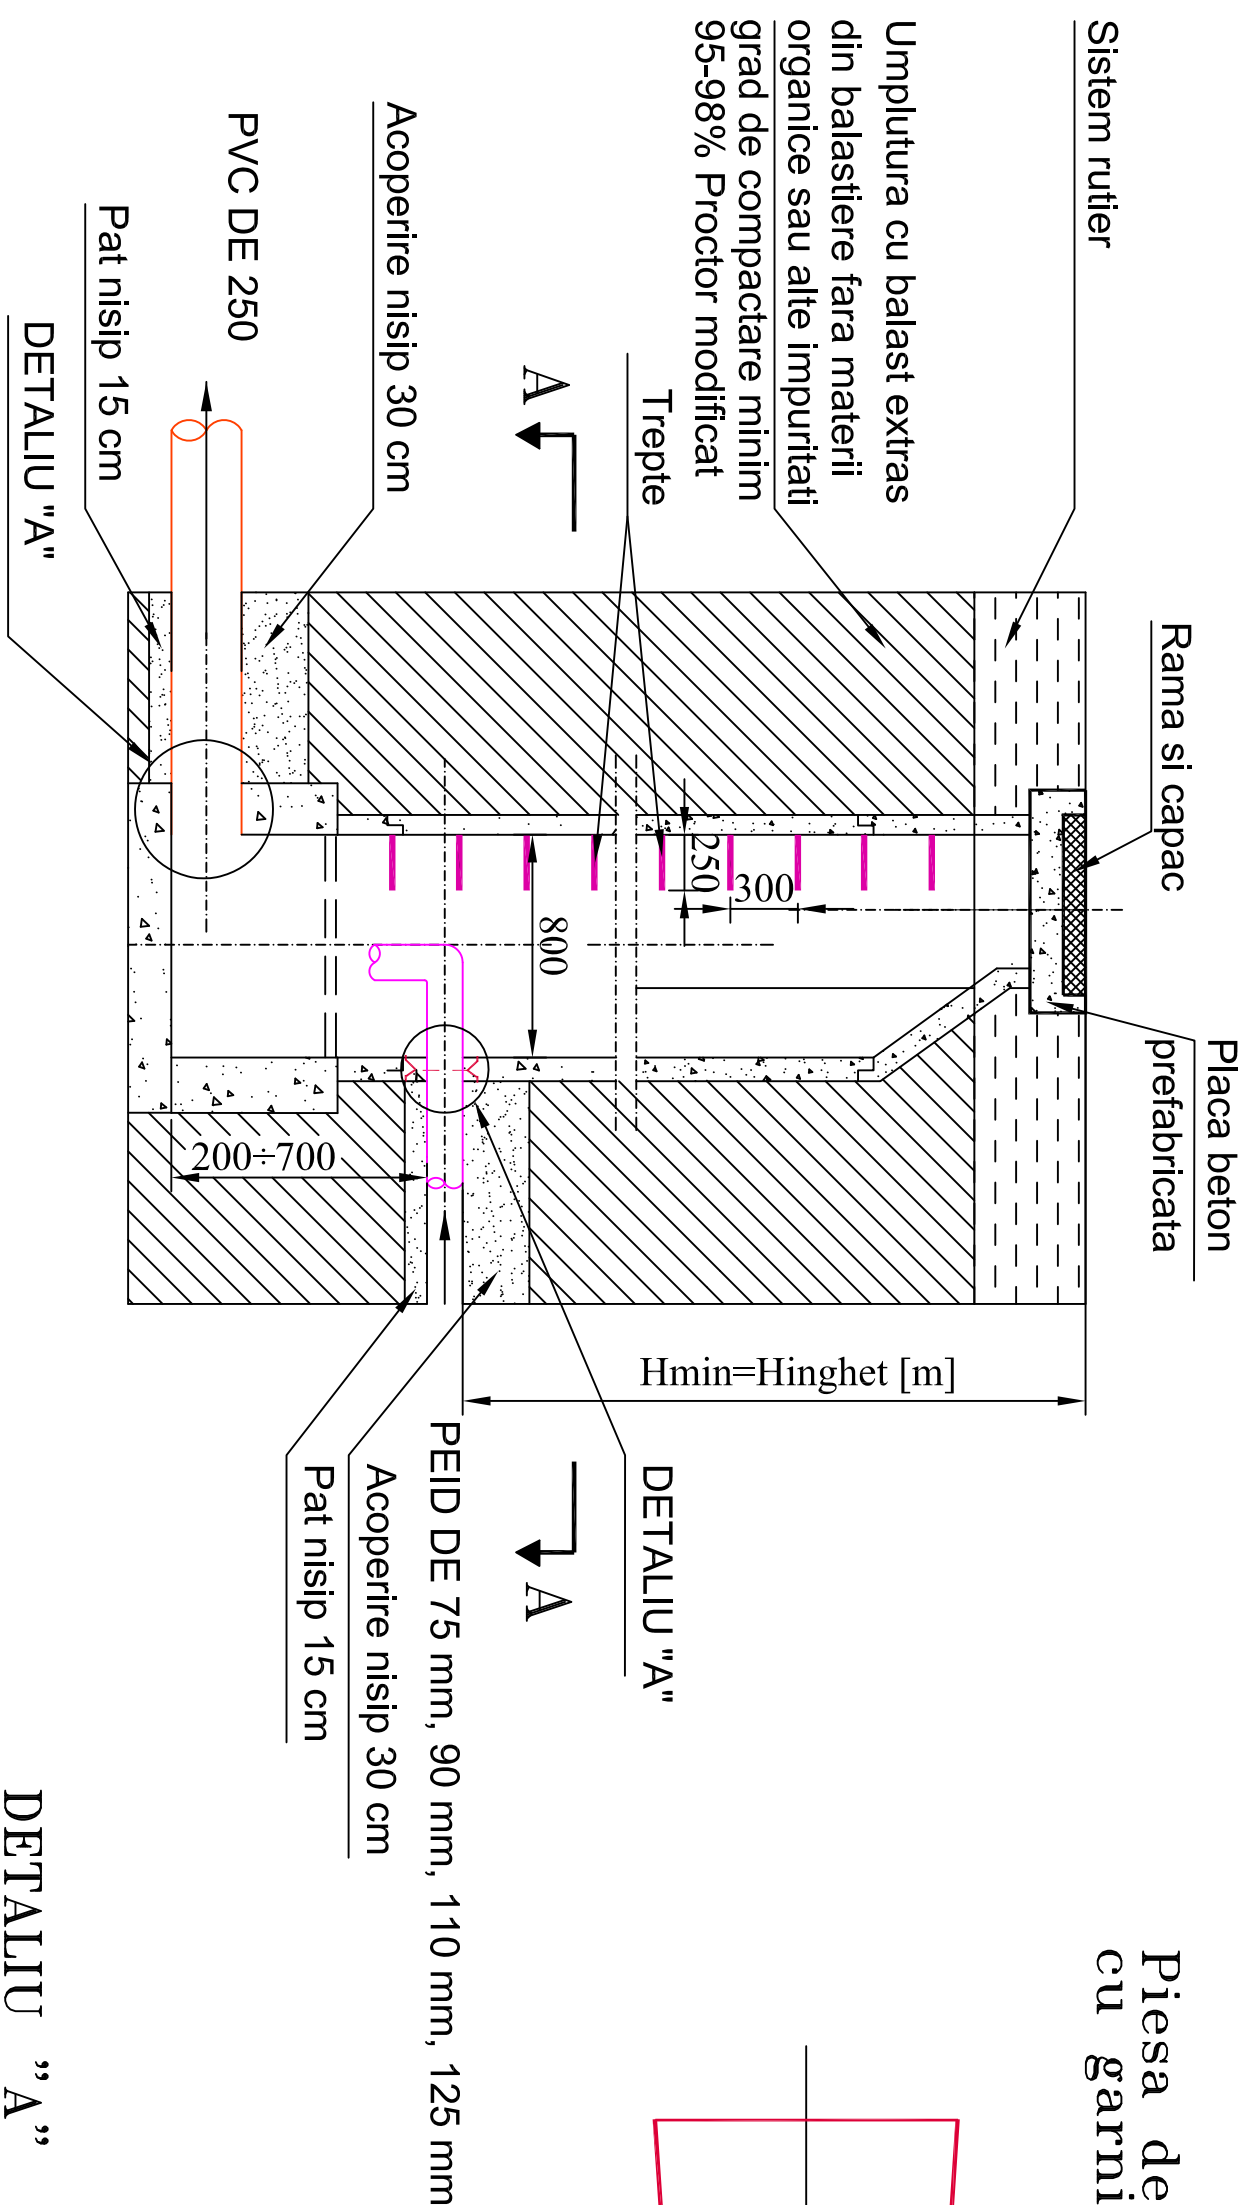 Sistem rutier
Umplutura cu balast extras
din balastiere fara materii
organice sau alte impuritati
grad de compactare minim
95-98% Proctor modificat
Trepte
A
Acoperire nisip 30 cm
PVC DE 250
Pat nisip 15 cm
DETALIU "A"
Rama si capac
Placa beton
prefabricata
250
300
800
200÷700
Hmin=Hinghet [m]
DETALIU "A"
A
PEID DE 75 mm, 90 mm, 110 mm, 125 mm
Acoperire nisip 30 cm
Pat nisip 15 cm
Piesa de
cu garni
DETALIU "A"